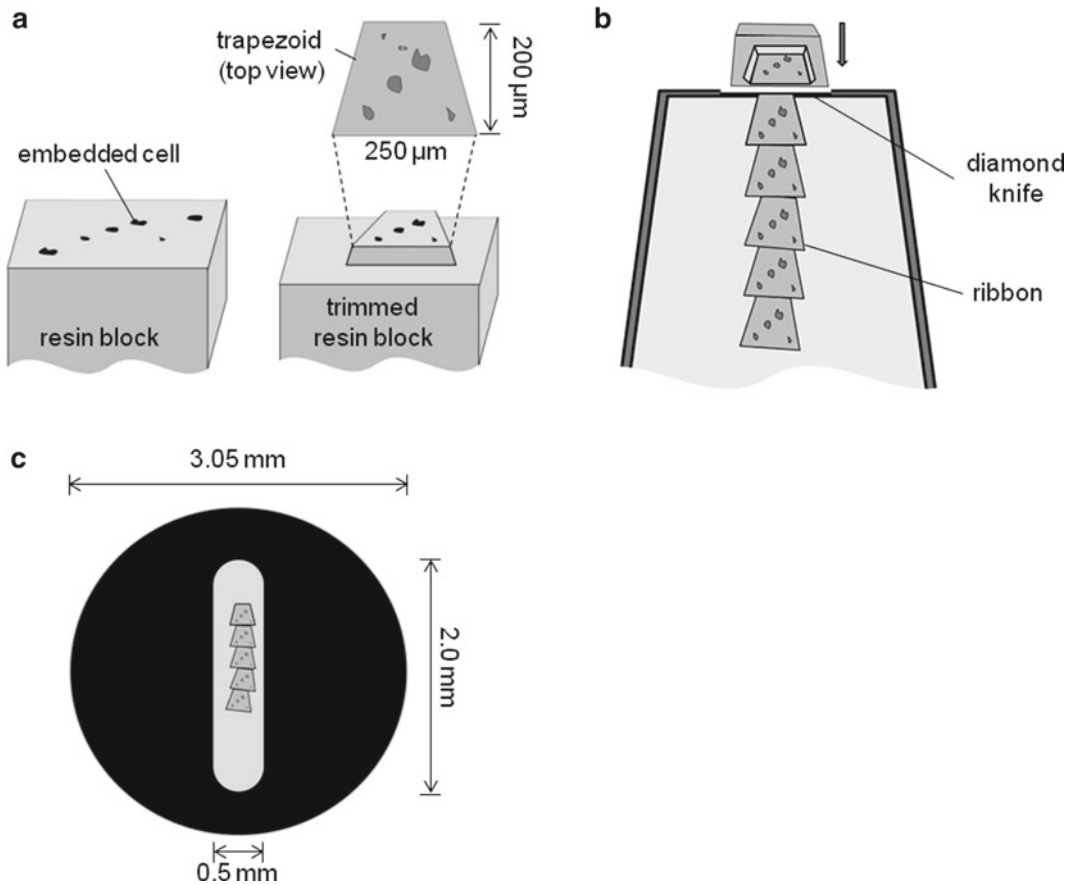 a
trapezoid
(top view)
200 µm
250 µm
embedded cell
resin block
trimmed
resin block
b
diamond
knife
ribbon
c
3.05 mm
2.0 mm
0.5 mm